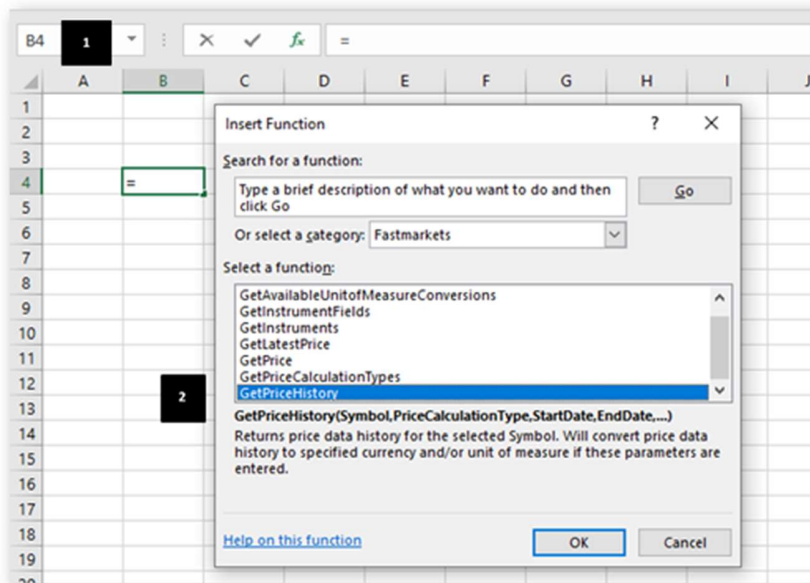 B4 1 fx =
A B C D E F G H I J
1
2
3
4 =
5
6
7
8
9
10
11
12
13
14
15
16
17
18
19
20
2
Insert Function ? X
Search for a function:
Type a brief description of what you want to do and then
click Go
Go
Or select a category: Fastmarkets
Select a function:
GetAvailableUnitofMeasureConversions
GetInstrumentFields
GetInstruments
GetLatestPrice
GetPrice
GetPriceCalculationTypes
GetPriceHistory
GetPriceHistory(Symbol,PriceCalculationType,StartDate,EndDate,...)
Returns price data history for the selected Symbol. Will convert price data
history to specified currency and/or unit of measure if these parameters are
entered.
Help on this function
OK Cancel